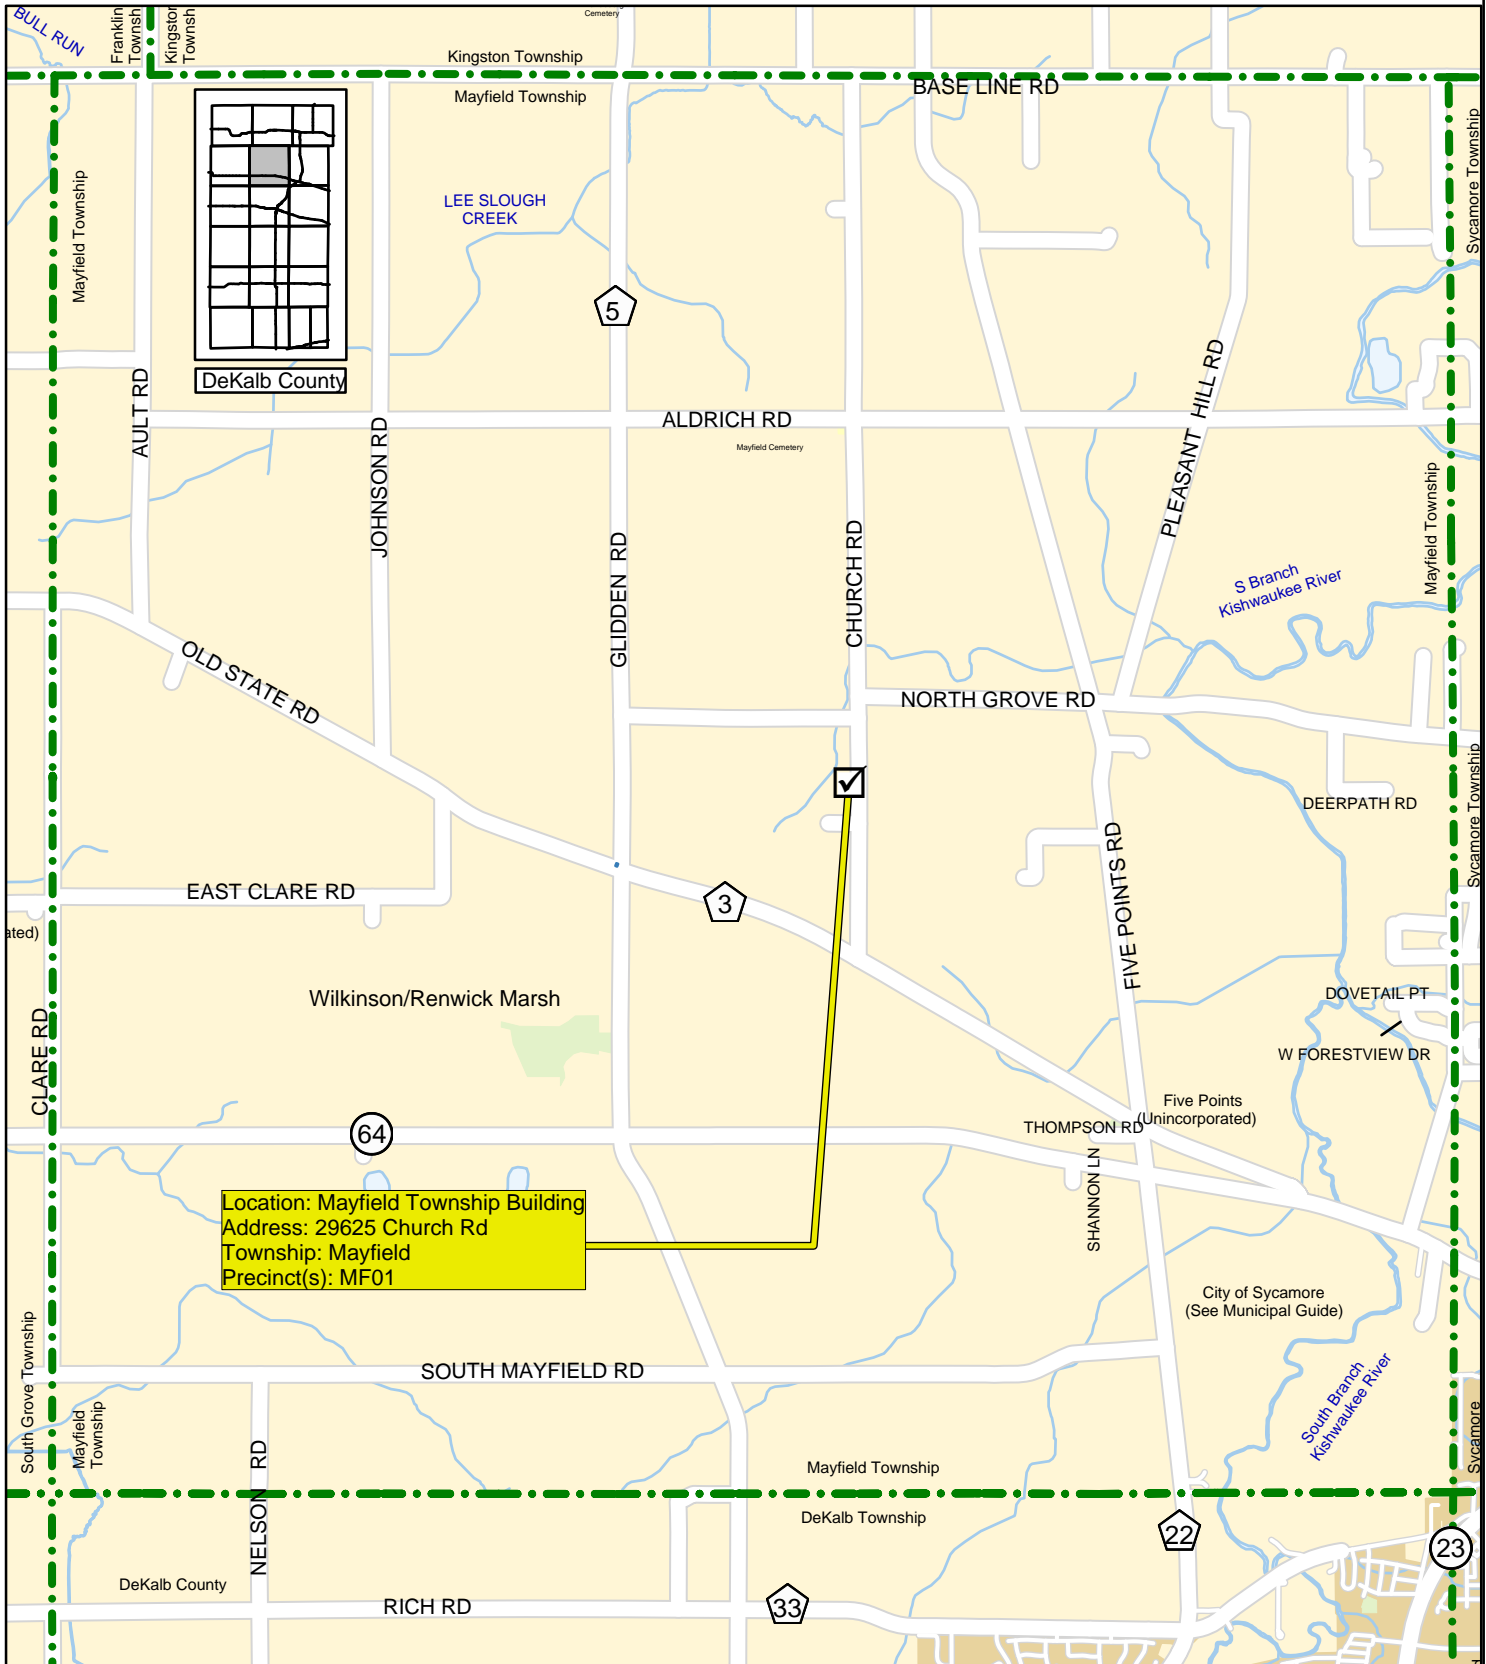 BULL RUN
Franklin
Townsh
Kingston
Townsh
Cemetery
Kingston Township
Mayfield Township
BASE LINE RD
Sycamore Township
Mayfield Township
LEE SLOUGH
CREEK
5
DeKalb County
AULT RD
JOHNSON RD
ALDRICH RD
Mayfield Cemetery
PLEASANT HILL RD
GLIDDEN RD
CHURCH RD
Mayfield Township
S Branch
Kishwaukee River
OLD STATE RD
NORTH GROVE RD
DEERPATH RD
Sycamore Township
FIVE POINTS RD
EAST CLARE RD
3
ated)
Wilkinson/Renwick Marsh
DOVETAIL PT
W FORESTVIEW DR
CLARE RD
64
Five Points
(Unincorporated)
THOMPSON RD
SHANNON LN
Location: Mayfield Township Building
Address: 29625 Church Rd
Township: Mayfield
Precinct(s): MF01
City of Sycamore
(See Municipal Guide)
South Grove Township
Mayfield
Township
SOUTH MAYFIELD RD
South Branch
Kishwaukee River
Sycamore
NELSON RD
Mayfield Township
DeKalb Township
22
23
DeKalb County
RICH RD
33